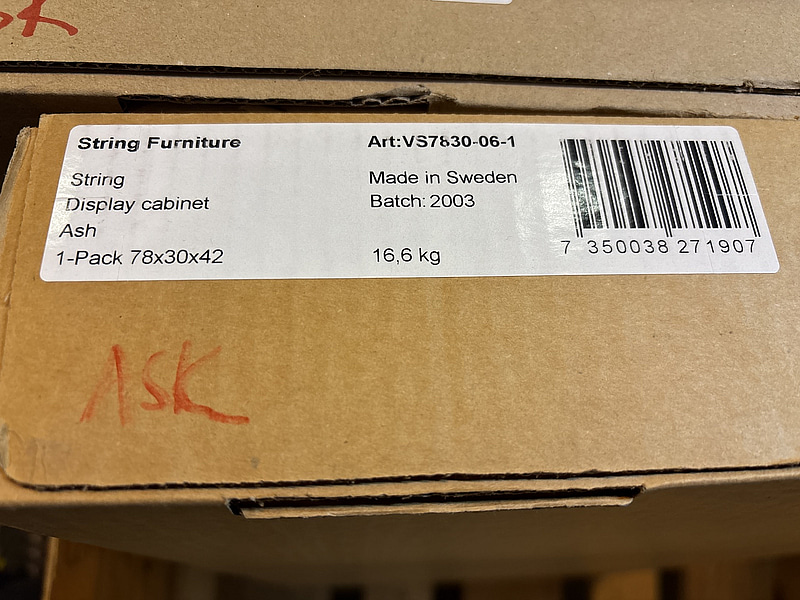 String Furniture
Art:VS7830-06-1
String
Made in Sweden
Display cabinet
Batch: 2003
Ash
1-Pack 78x30x42
16,6 kg
7 350038 271907
ASK